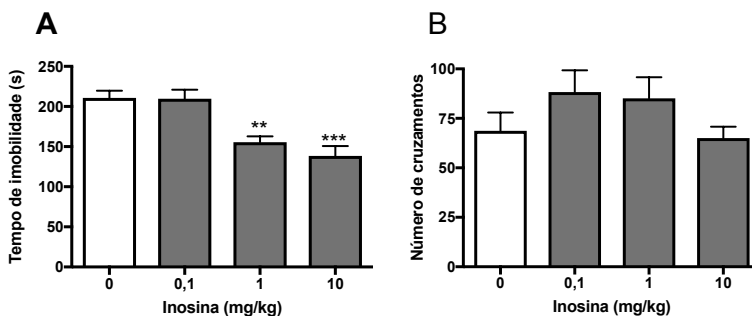 A
Tempo de imobilidade (s)
250
200
150
100
50
0
**
***
0 0,1 1 10
Inosina (mg/kg)
B
Número de cruzamentos
100
75
50
25
0
0 0,1 1 10
Inosina (mg/kg)